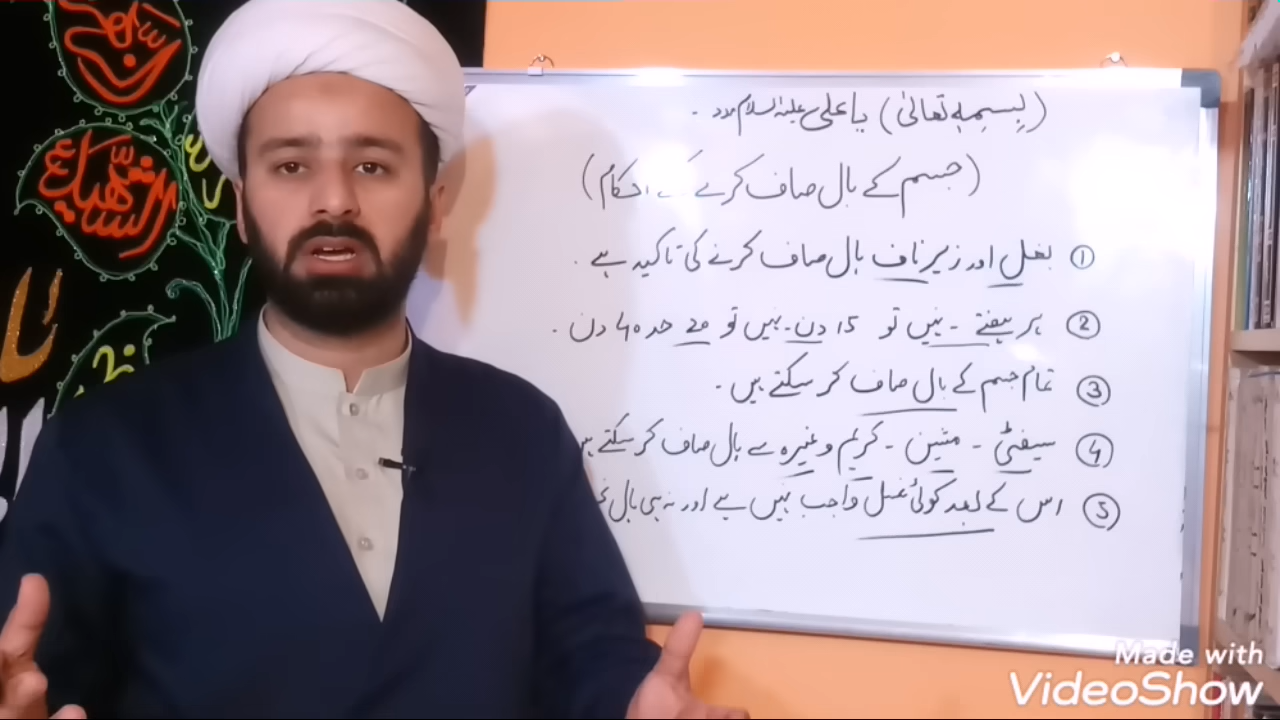 (بسمہ تعالیٰ) یا علی علیہ السلام مدد ۔
(جسم کے بال صاف کرنے کے احکام)
① بغل اور زیر ناف بال صاف کرنے کی تاکید ہے ۔
② ہر ہفتے ۔ نہیں تو 15 دن ۔ نہیں تو حد 40 دن ۔
③ تمام جسم کے بال صاف کر سکتے ہیں ۔
④ سیفٹی ۔ مشین ۔ کریم وغیرہ سے بال صاف کر سکتے
⑤ اس کے بعد کوئی غسل واجب نہیں ہے اور نہ ہی بال
Made with
VideoShow